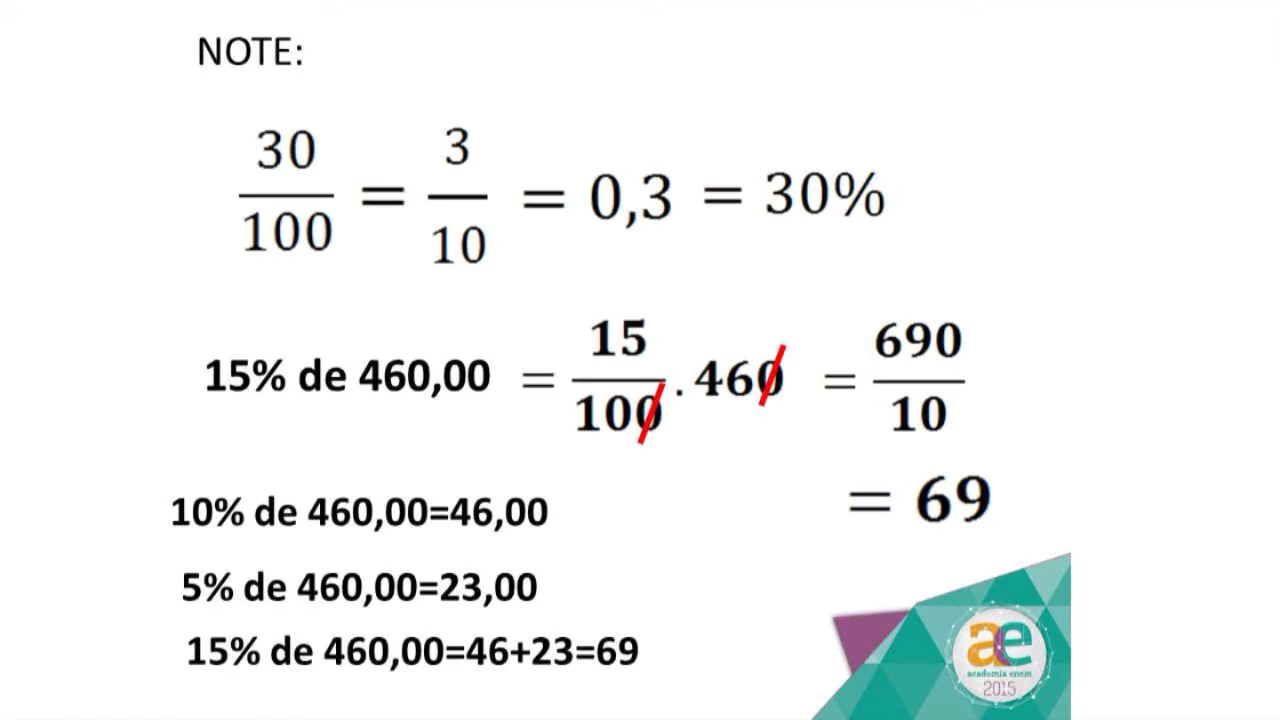 NOTE:
30/100 = 3/10 = 0,3 = 30%
15% de 460,00 = 15/100 . 460 = 690/10
= 69
10% de 460,00=46,00
5% de 460,00=23,00
15% de 460,00=46+23=69
ae
academia enem
2015